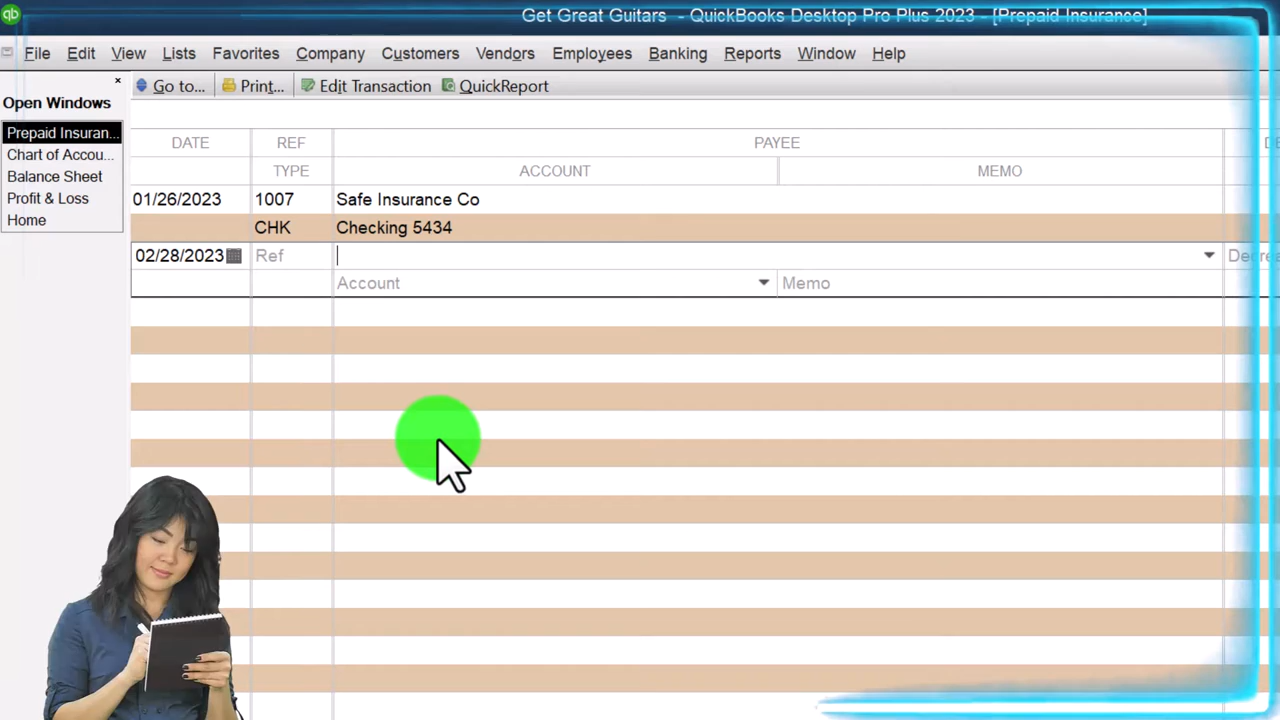 qb Get Great Guitars - QuickBooks Desktop Pro Plus 2023 - [Prepaid Insurance]
File Edit View Lists Favorites Company Customers Vendors Employees Banking Reports Window Help
Go to... Print... Edit Transaction QuickReport
Open Windows
Prepaid Insuran...
Chart of Accou...
Balance Sheet
Profit & Loss
Home
DATE REF PAYEE
TYPE ACCOUNT MEMO
01/26/2023 1007 Safe Insurance Co
CHK Checking 5434
02/28/2023 Ref
Account Memo